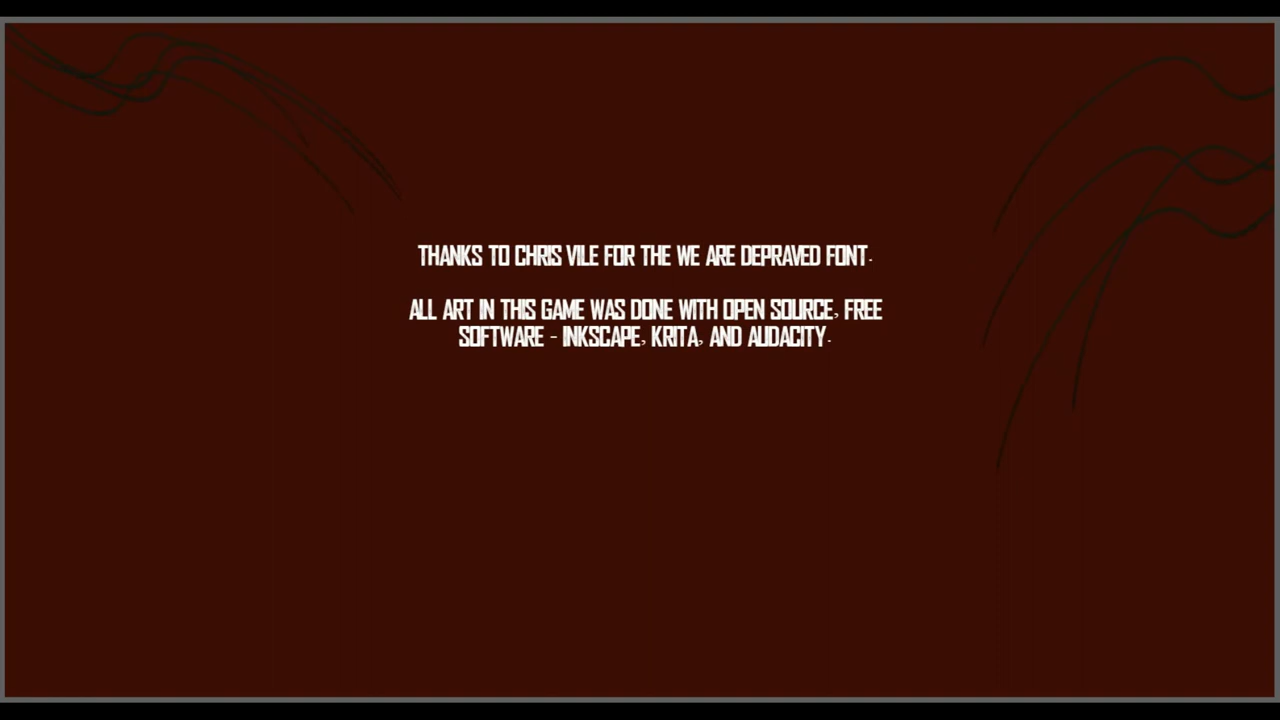 THANKS TO CHRIS VILE FOR THE WE ARE DEPRAVED FONT.
ALL ART IN THIS GAME WAS DONE WITH OPEN SOURCE, FREE
SOFTWARE - INKSCAPE, KRITA, AND AUDACITY.